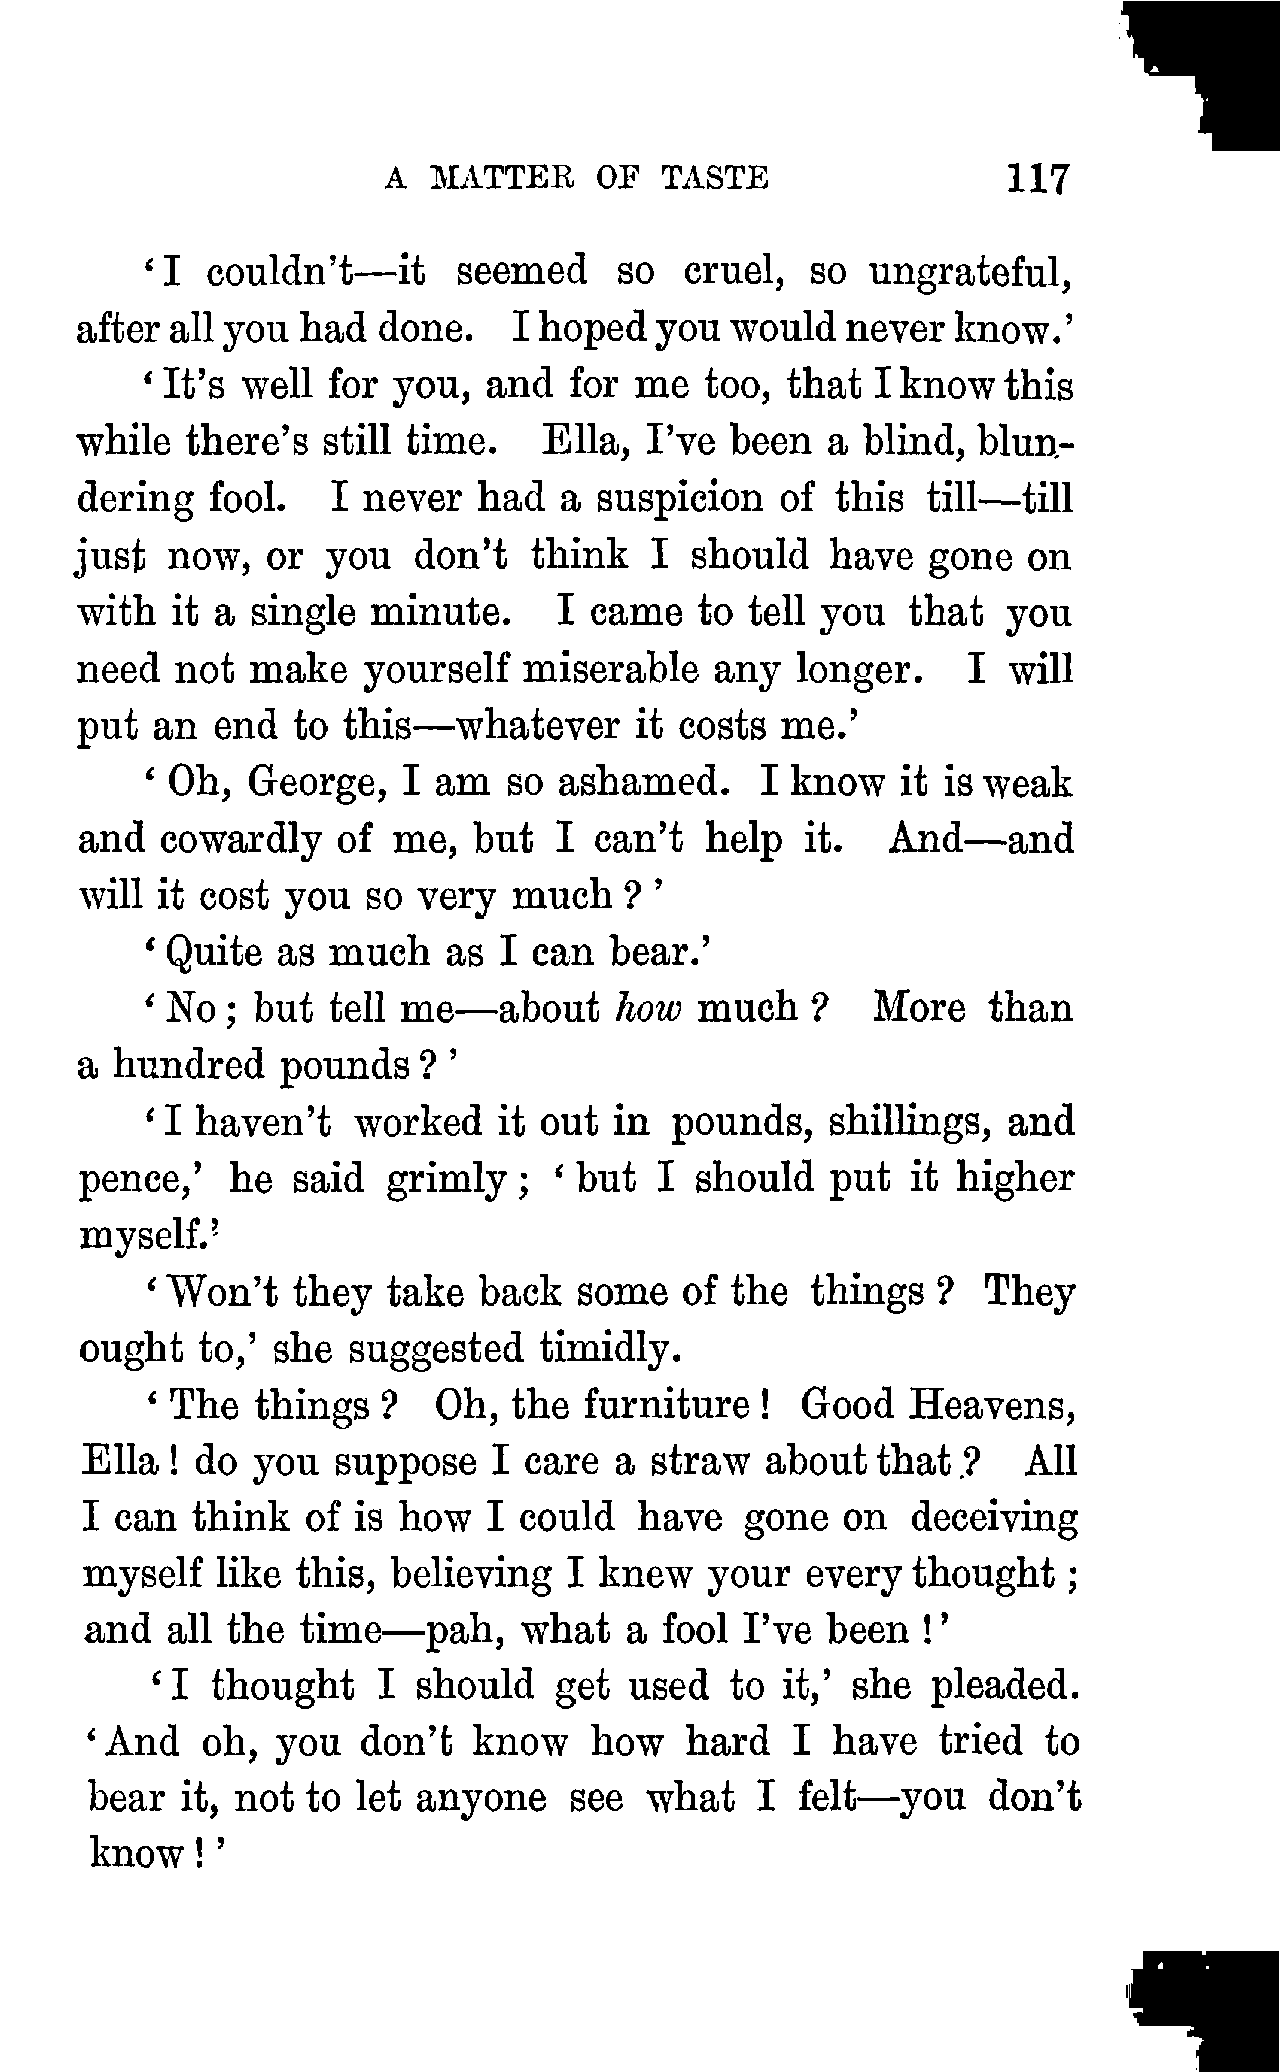 A MATTER OF TASTE 117
‘I couldn’t—it seemed so cruel, so ungrateful,
after all you had done. I hoped you would never know.’
‘It’s well for you, and for me too, that I know this
while there’s still time. Ella, I’ve been a blind, blun-
dering fool. I never had a suspicion of this till—till
just now, or you don’t think I should have gone on
with it a single minute. I came to tell you that you
need not make yourself miserable any longer. I will
put an end to this—whatever it costs me.’
‘Oh, George, I am so ashamed. I know it is weak
and cowardly of me, but I can’t help it. And—and
will it cost you so very much?’
‘Quite as much as I can bear.’
‘No; but tell me—about how much? More than
a hundred pounds?’
‘I haven’t worked it out in pounds, shillings, and
pence,’ he said grimly; ‘but I should put it higher
myself.’
‘Won’t they take back some of the things? They
ought to,’ she suggested timidly.
‘The things? Oh, the furniture! Good Heavens,
Ella! do you suppose I care a straw about that? All
I can think of is how I could have gone on deceiving
myself like this, believing I knew your every thought;
and all the time—pah, what a fool I’ve been!’
‘I thought I should get used to it,’ she pleaded.
‘And oh, you don’t know how hard I have tried to
bear it, not to let anyone see what I felt—you don’t
know!’